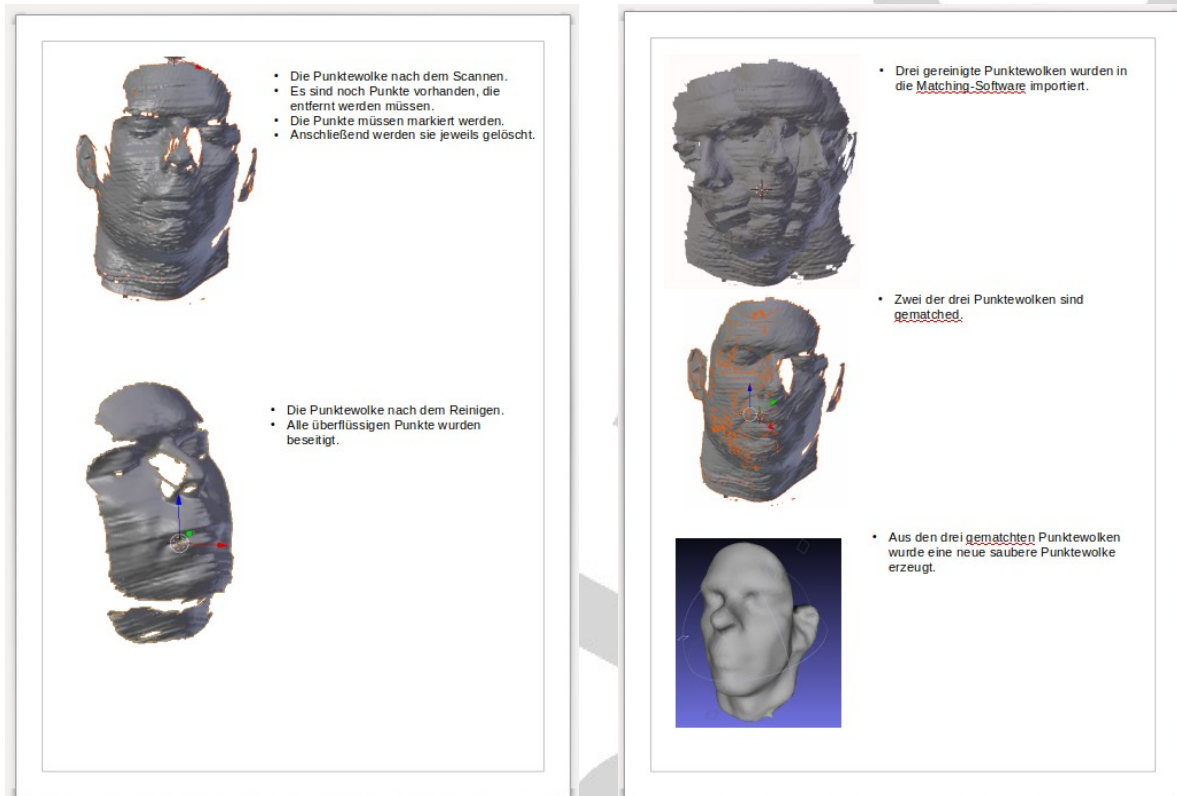 • Die Punktewolke nach dem Scannen.
• Es sind noch Punkte vorhanden, die
entfernt werden müssen.
• Die Punkte müssen markiert werden.
• Anschließend werden sie jeweils gelöscht.
• Die Punktewolke nach dem Reinigen.
• Alle überflüssigen Punkte wurden
beseitigt.
• Drei gereinigte Punktewolken wurden in
die Matching-Software importiert.
• Zwei der drei Punktewolken sind
gematched.
• Aus den drei gematchten Punktewolken
wurde eine neue saubere Punktewolke
erzeugt.